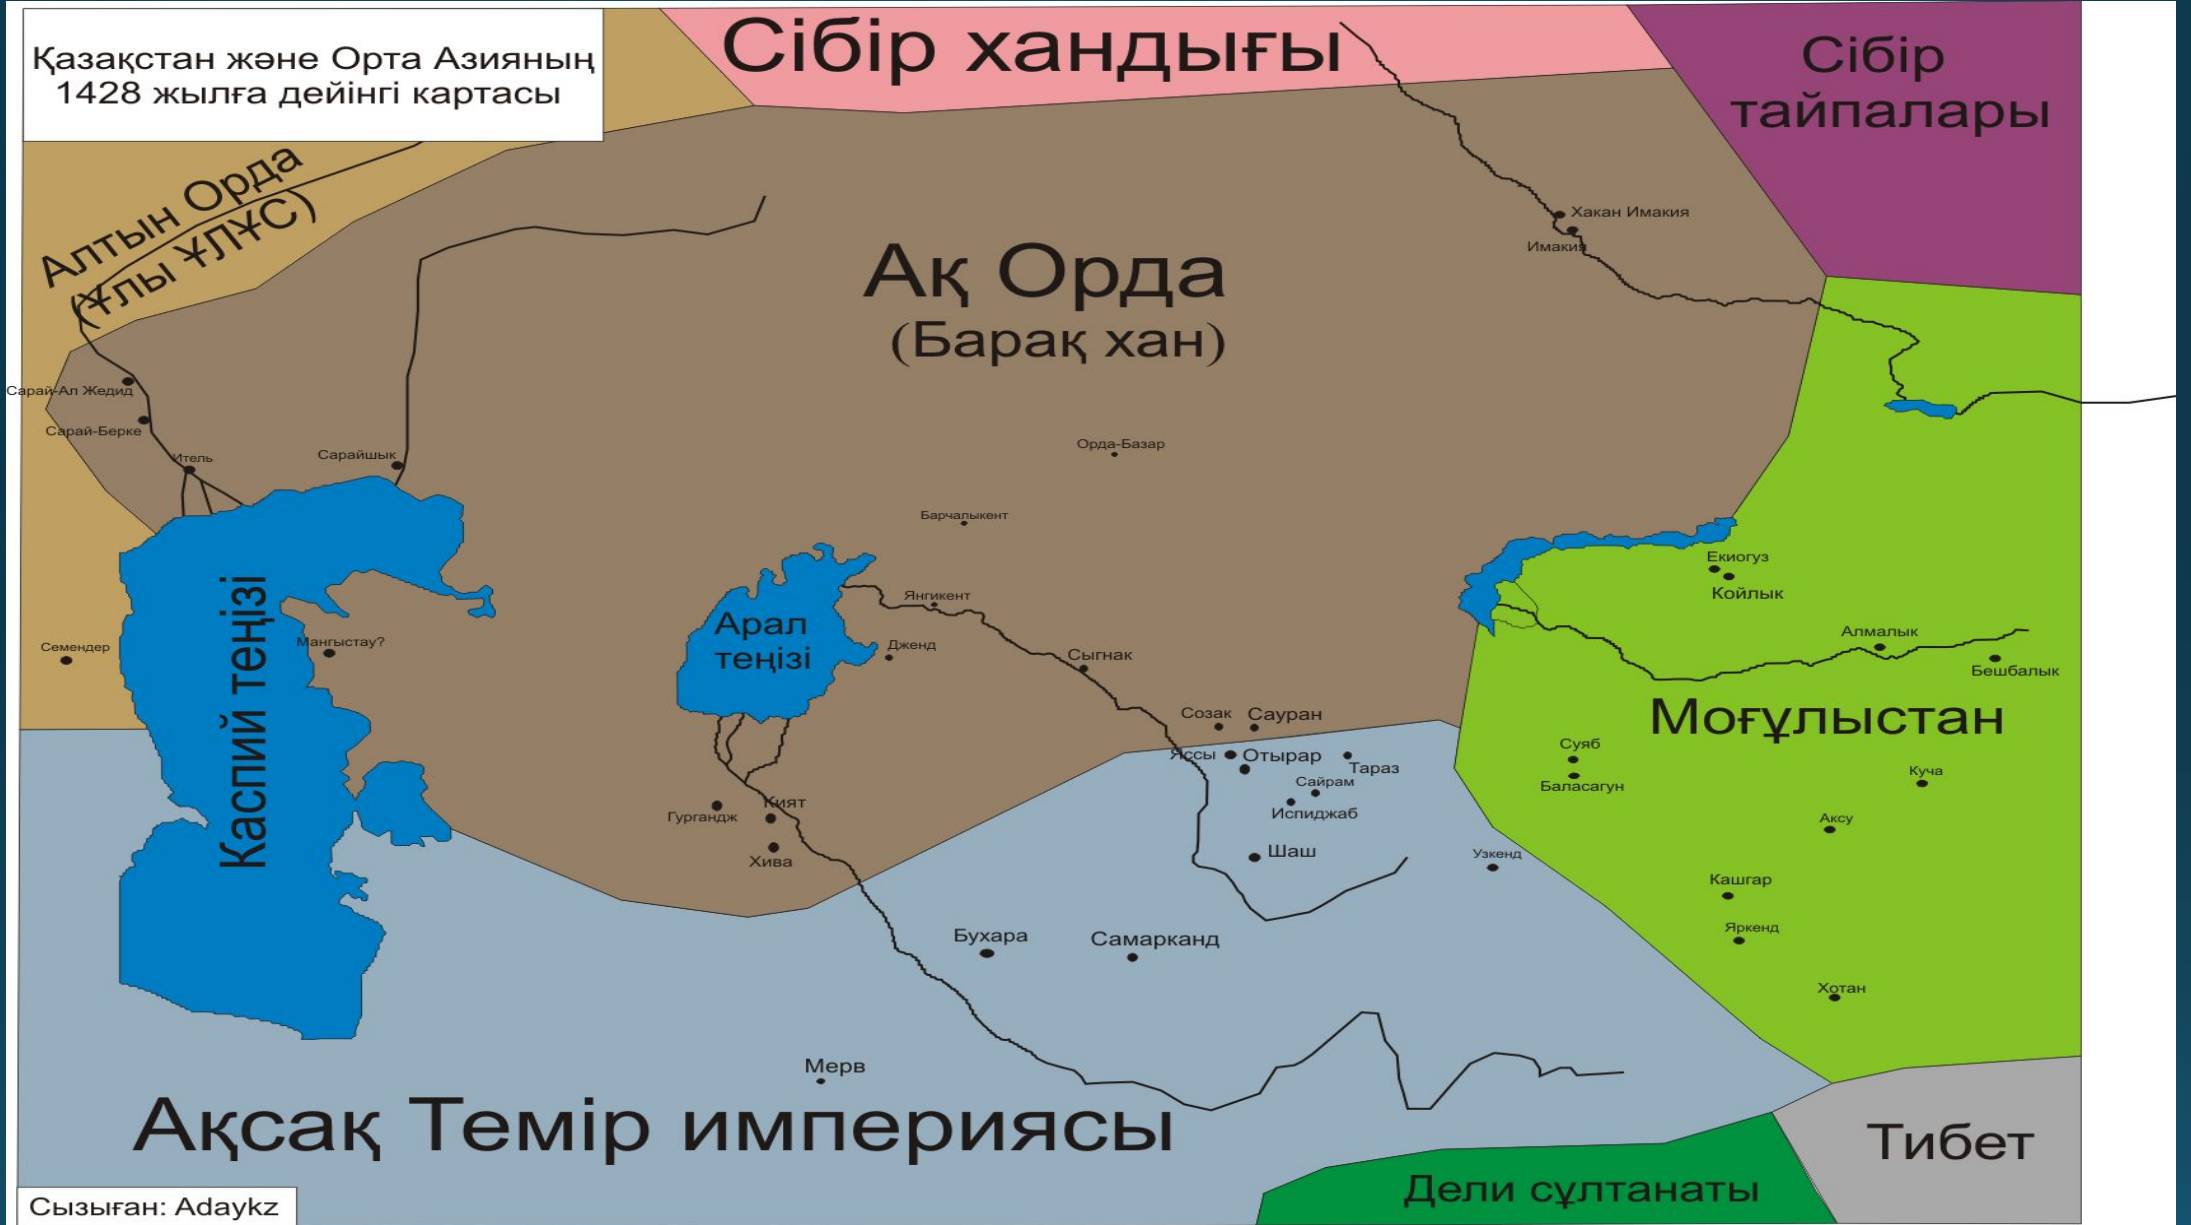 Қазақстан және Орта Азияның
1428 жылға дейінгі картасы
Сібір хандығы
Сібір
тайпалары
Алтын Орда
(Ұлы ҰЛҰС)
Хакан Имакия
Имакия
Ақ Орда
(Барақ хан)
Сарай-Ал Жедид
Сарай-Берке
Итель
Сарайшык
Орда-Базар
Барчалыкент
Каспий теңізі
Арал
теңізі
Янгикент
Дженд
Сыгнак
Семендер
Мангыстау?
Екиогуз
Койлык
Алмалык
Бешбалык
Созак
Сауран
Моғұлыстан
Яссы
Отырар
Тараз
Сайрам
Испиджаб
Суяб
Баласагун
Куча
Гургандж
Кият
Хива
Шаш
Узкенд
Аксу
Кашгар
Яркенд
Хотан
Бухара
Самарканд
Мерв
Ақсақ Темір империясы
Тибет
Дели сұлтанаты
Сызыған: Adaykz